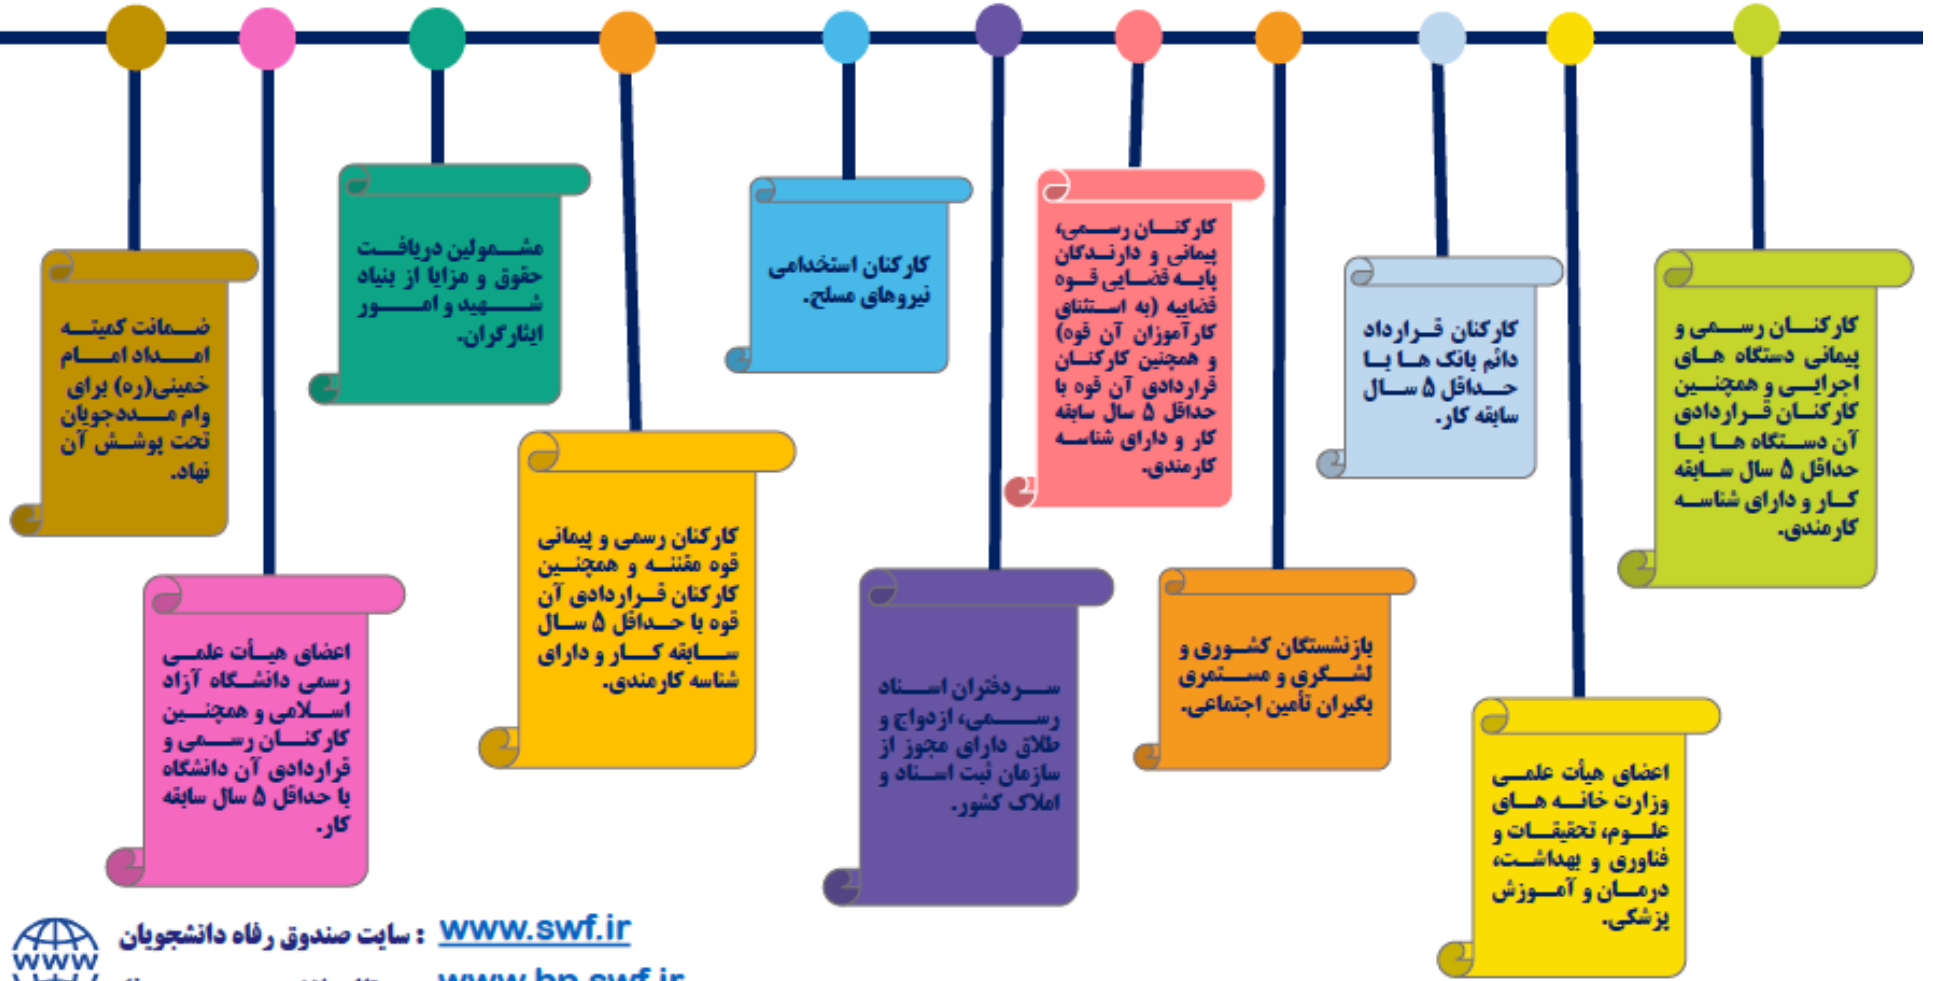 کارکنان رسمی و
پیمانی دستگاه های
اجرایی و همچنین
کارکنان قراردادی
آن دستگاه ها با
حداقل ۵ سال سابقه
کار و دارای شناسه
کارمندی.
اعضای هیأت علمی
وزارت خانه های
علوم، تحقیقات و
فناوری و بهداشت،
درمان و آموزش
پزشکی.
کارکنان قرارداد
دائم بانک ها با
حداقل ۵ سال
سابقه کار.
بازنشستگان کشوری و
لشگری و مستمری
بگیران تأمین اجتماعی.
کارکنان رسمی،
پیمانی و دارندگان
پایه قضایی قوه
قضاییه (به استثنای
کارآموزان آن قوه)
و همچنین کارکنان
قراردادی آن قوه با
حداقل ۵ سال سابقه
کار و دارای شناسه
کارمندی.
سردفتران اسناد
رسمی، ازدواج و
طلاق دارای مجوز از
سازمان ثبت اسناد و
املاک کشور.
کارکنان استخدامی
نیروهای مسلح.
کارکنان رسمی و پیمانی
قوه مقننه و همچنین
کارکنان قراردادی آن
قوه با حداقل ۵ سال
سابقه کار و دارای
شناسه کارمندی.
مشمولین دریافت
حقوق و مزایا از بنیاد
شهید و امور
ایثارگران.
اعضای هیأت علمی
رسمی دانشگاه آزاد
اسلامی و همچنین
کارکنان رسمی و
قراردادی آن دانشگاه
با حداقل ۵ سال سابقه
کار.
ضمانت کمیته
امداد امام
خمینی(ره) برای
وام مددجویان
تحت پوشش آن
نهاد.
www.swf.ir : سایت صندوق رفاه دانشجویان
www.bp.swf.ir
www